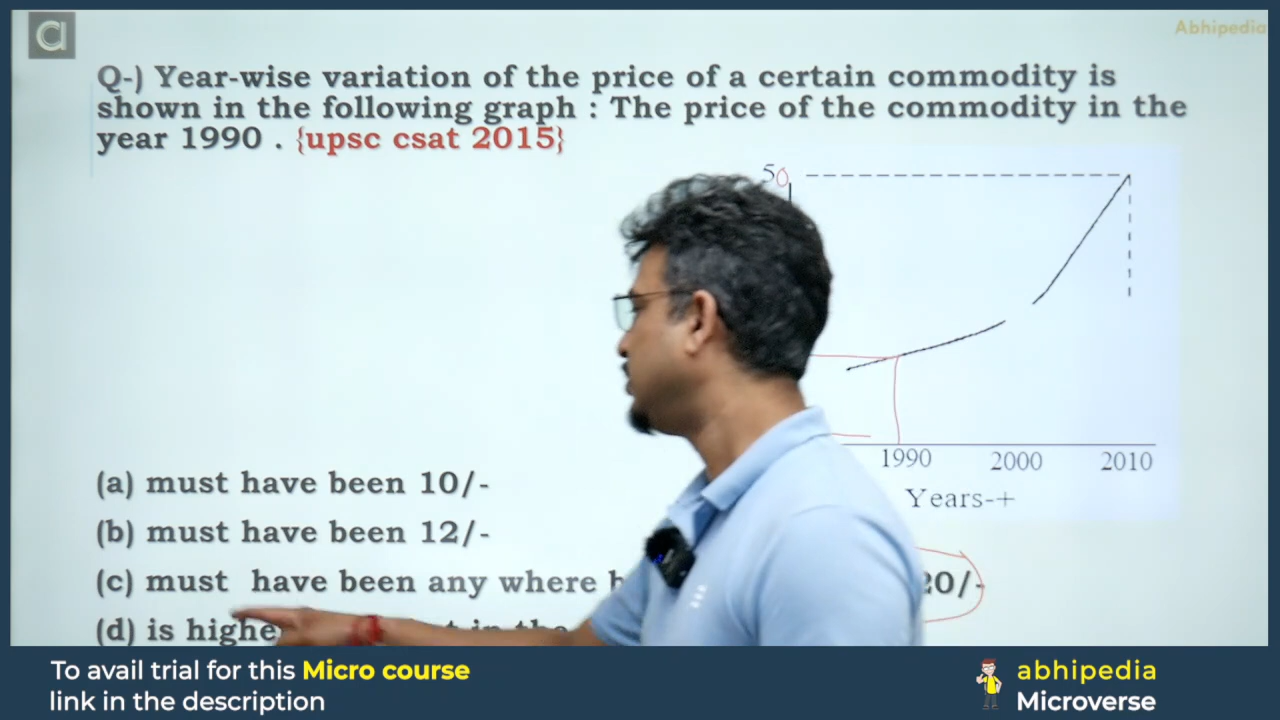 Abhipedia
Q-) Year-wise variation of the price of a certain commodity is
shown in the following graph : The price of the commodity in the
year 1990 . {upsc csat 2015}
50
1990 2000 2010
Years-+
(a) must have been 10/-
(b) must have been 12/-
(c) must have been any where 20/-
(d) is in the
To avail trial for this Micro course
link in the description
abhipedia
Microverse